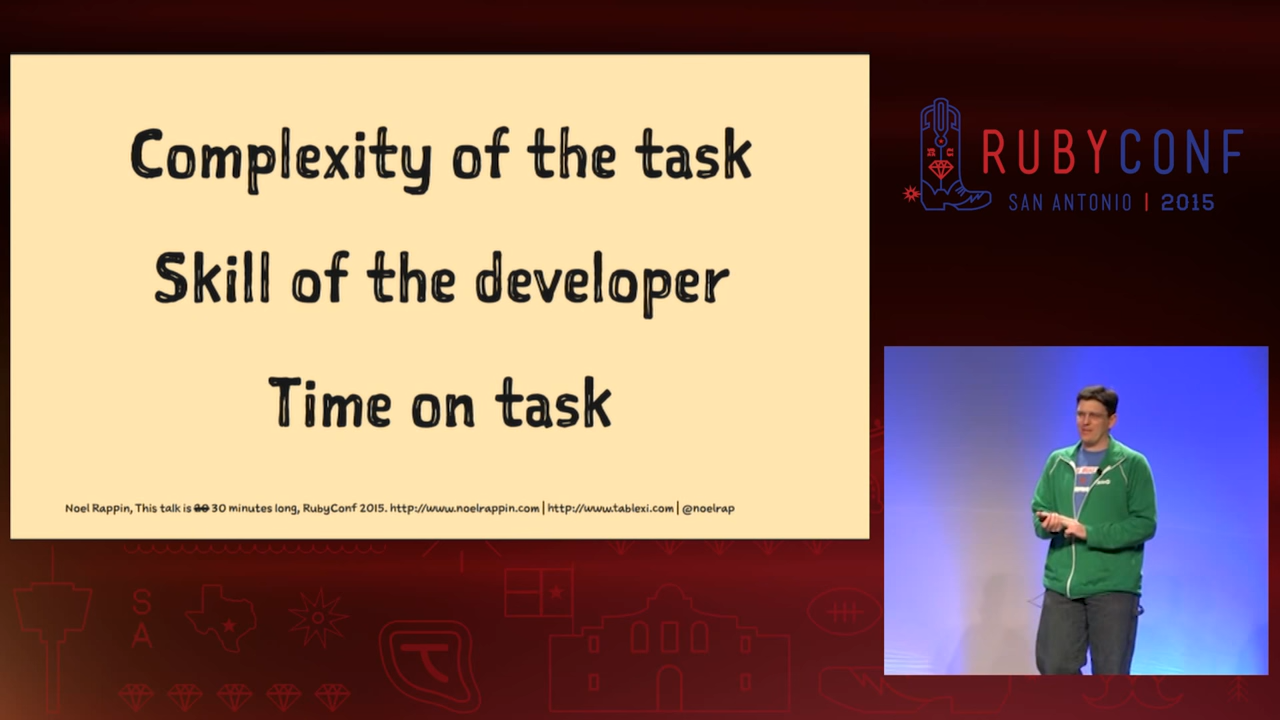 Complexity of the task
Skill of the developer
Time on task
Noel Rappin, This talk is 20 30 minutes long, RubyConf 2015. http://www.noelrappin.com | http://www.tablexi.com | @noelrap
RUBYCONF
SAN ANTONIO | 2015
S
A